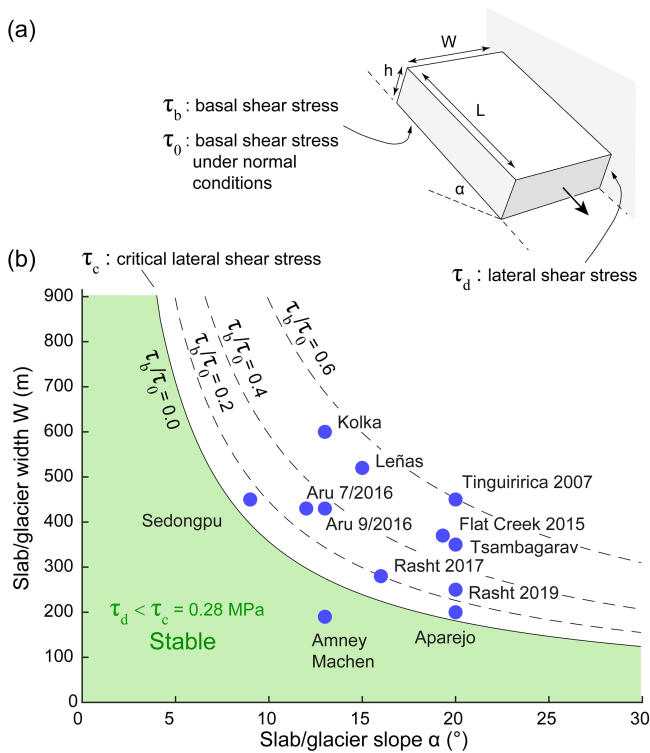 (a)
W
h
L
α
τb : basal shear stress
τ0 : basal shear stress
under normal
conditions
τd : lateral shear stress
(b)
τc : critical lateral shear stress
Slab/glacier width W (m)
900
800
700
600
500
400
300
200
100
0
τb/τ0 = 0.0
τb/τ0 = 0.2
τb/τ0 = 0.4
τb/τ0 = 0.6
Kolka
Leñas
Tinguiririca 2007
Aru 7/2016
Aru 9/2016
Sedongpu
Flat Creek 2015
Tsambagarav
Rasht 2017
Rasht 2019
τd < τc = 0.28 MPa
Stable
Amney
Machen
Aparejo
0
5
10
15
20
25
30
Slab/glacier slope α (°)